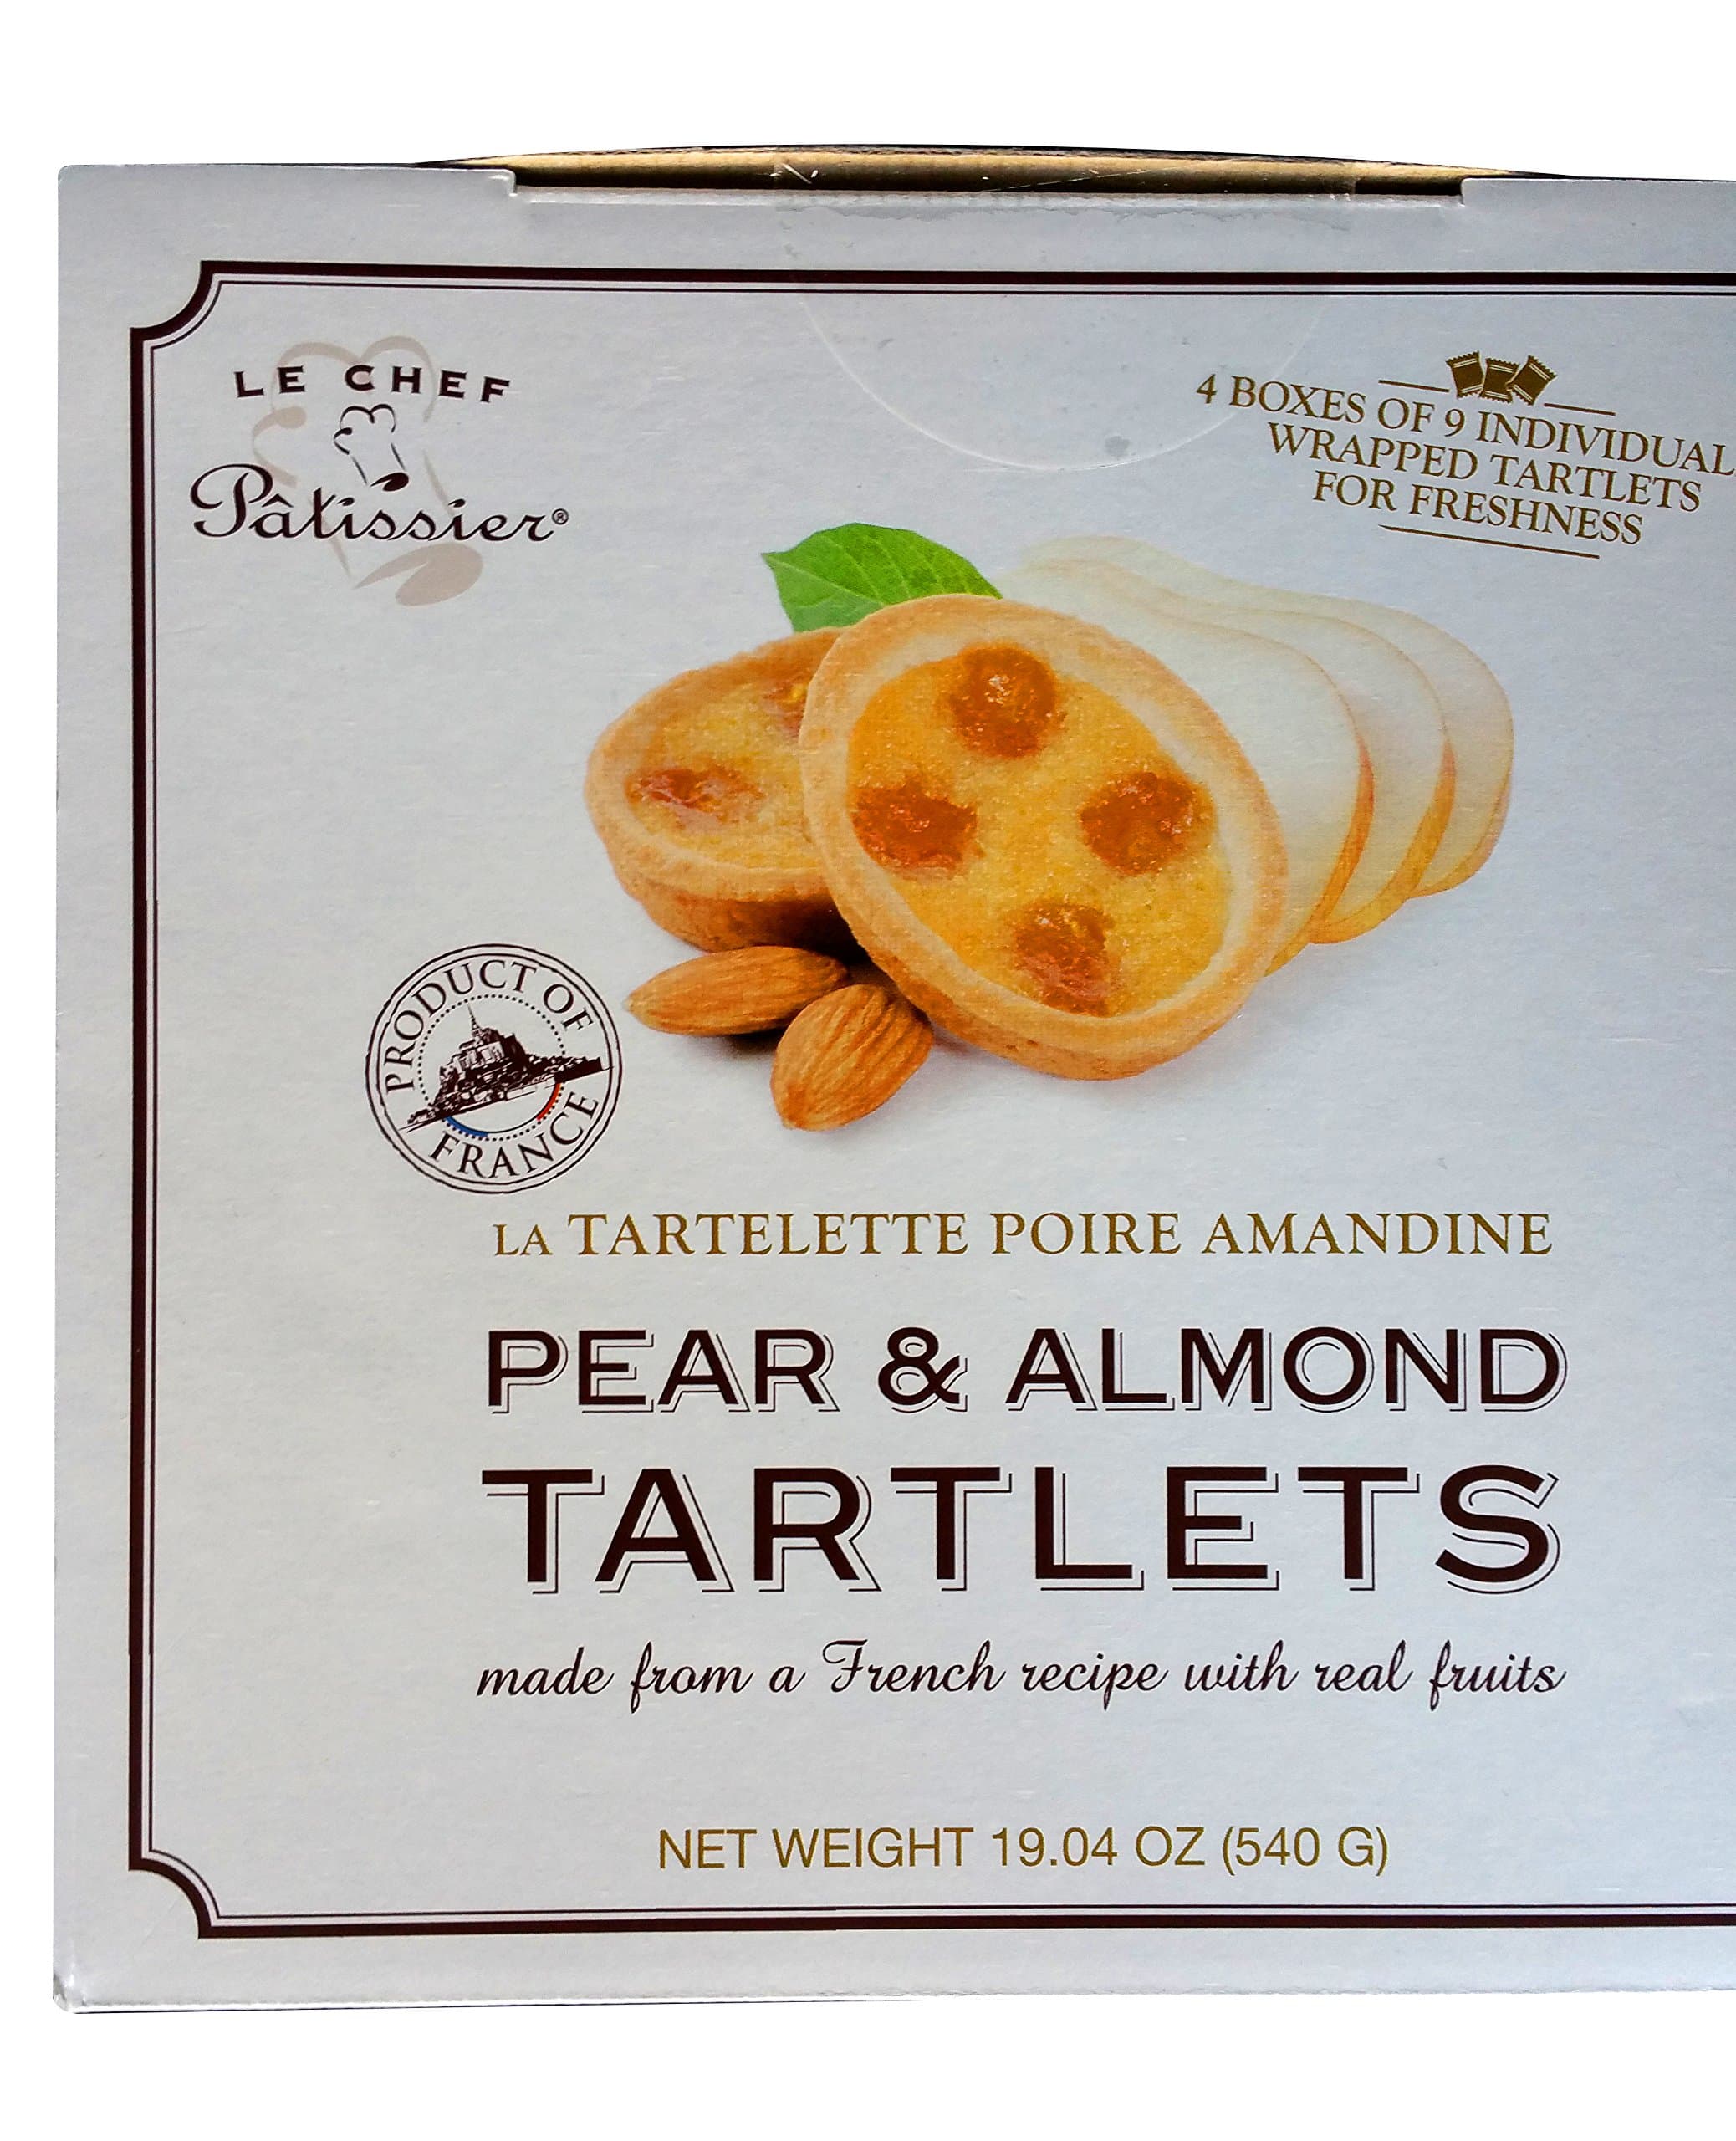 LE CHEF
Pâtissier®
4 BOXES OF 9 INDIVIDUAL
WRAPPED TARTLETS
FOR FRESHNESS
PRODUCT OF
FRANCE
LA TARTELETTE POIRE AMANDINE
PEAR & ALMOND
TARTLETS
made from a French recipe with real fruits
NET WEIGHT 19.04 OZ (540 G)